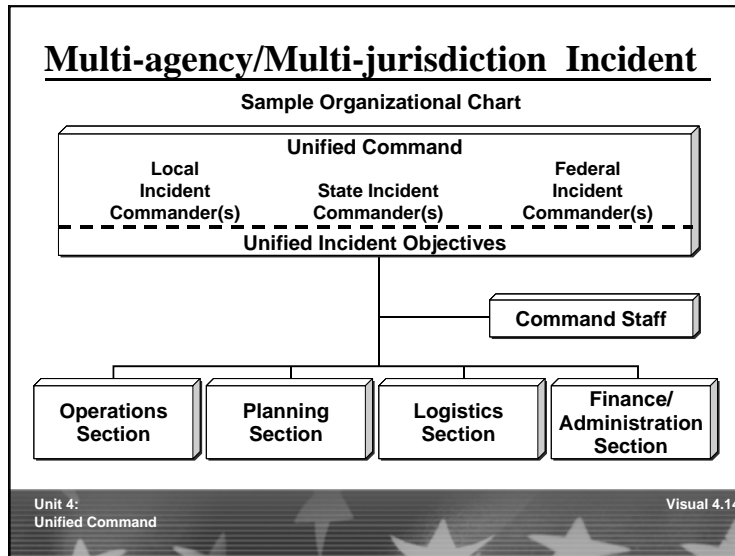 Multi-agency/Multi-jurisdiction Incident
Sample Organizational Chart
Unified Command
Local
Incident
Commander(s)
State Incident
Commander(s)
Federal
Incident
Commander(s)
Unified Incident Objectives
Command Staff
Operations
Section
Planning
Section
Logistics
Section
Finance/
Administration
Section
Unit 4:
Unified Command
Visual 4.14